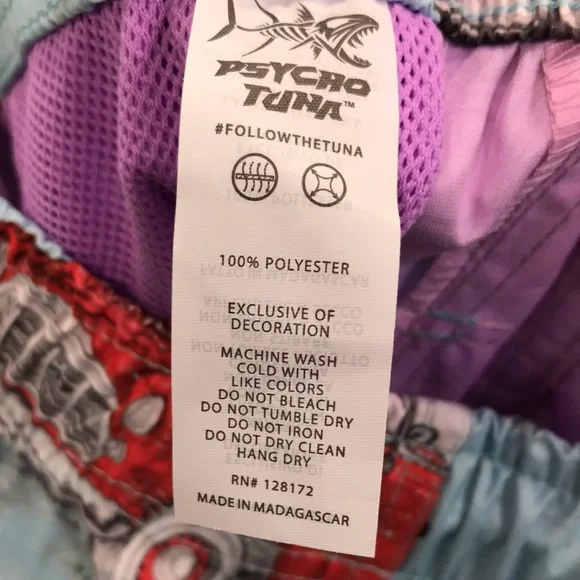 PSYCHO
TUNA™
#FOLLOWTHETUNA
100% POLYESTER
EXCLUSIVE OF
DECORATION
MACHINE WASH
COLD WITH
LIKE COLORS
DO NOT BLEACH
DO NOT TUMBLE DRY
DO NOT IRON
DO NOT DRY CLEAN
HANG DRY
RN# 128172
MADE IN MADAGASCAR